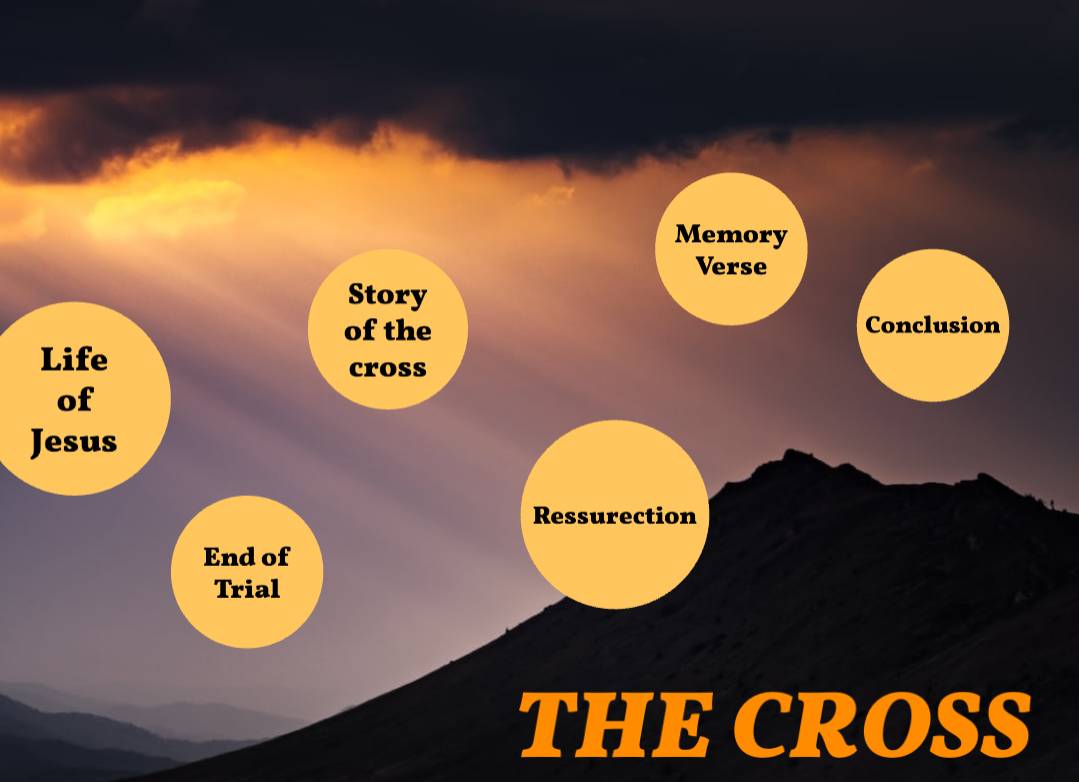 Life
of
Jesus
End of
Trial
Story
of the
cross
Ressurection
Memory
Verse
Conclusion
THE CROSS